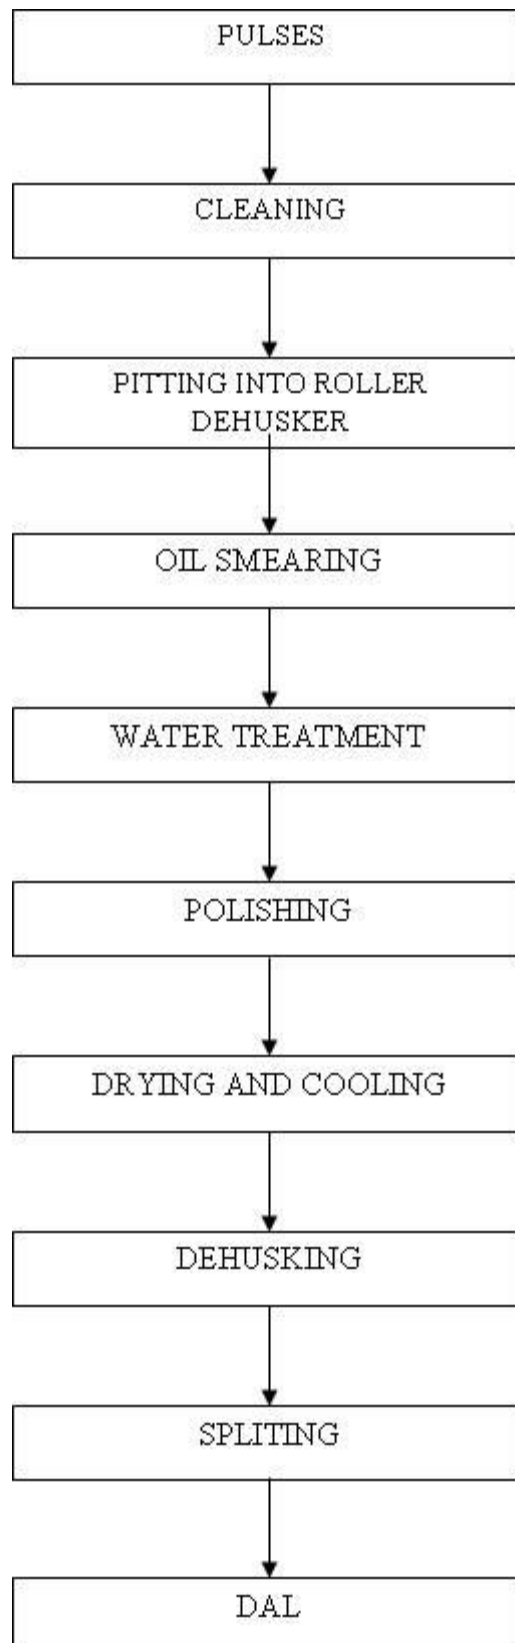 PULSES
CLEANING
PITTING INTO ROLLER
DEHUSKER
OIL SMEARING
WATER TREATMENT
POLISHING
DRYING AND COOLING
DEHUSKING
SPLITING
DAL